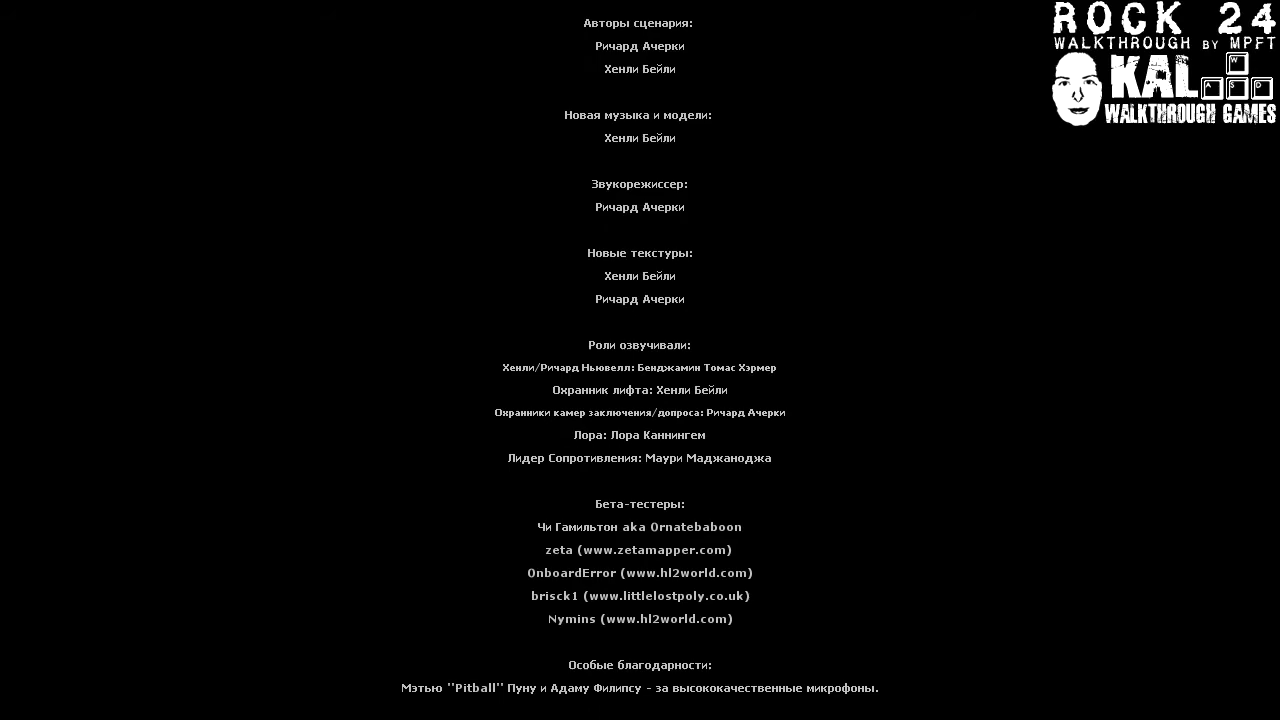 Авторы сценария:
Ричард Ачерки
Хенли Бейли
Новая музыка и модели:
Хенли Бейли
Звукорежиссер:
Ричард Ачерки
Новые текстуры:
Хенли Бейли
Ричард Ачерки
Роли озвучивали:
Хенли/Ричард Ньювелл: Бенджамин Томас Хэрмер
Охранник лифта: Хенли Бейли
Охранники камер заключения/допроса: Ричард Ачерки
Лора: Лора Каннингем
Лидер Сопротивления: Маури Маджаноджа
Бета-тестеры:
Чи Гамильтон aka Ornatebaboon
zeta (www.zetamapper.com)
OnboardError (www.hl2world.com)
brisck1 (www.littlelostpoly.co.uk)
Nymins (www.hl2world.com)
Особые благодарности:
Мэтью ''Pitball'' Пуну и Адаму Филипсу - за высококачественные микрофоны.
ROCK 24
WALKTHROUGH BY MPFT
KAL
W
A S D
WALKTHROUGH GAMES